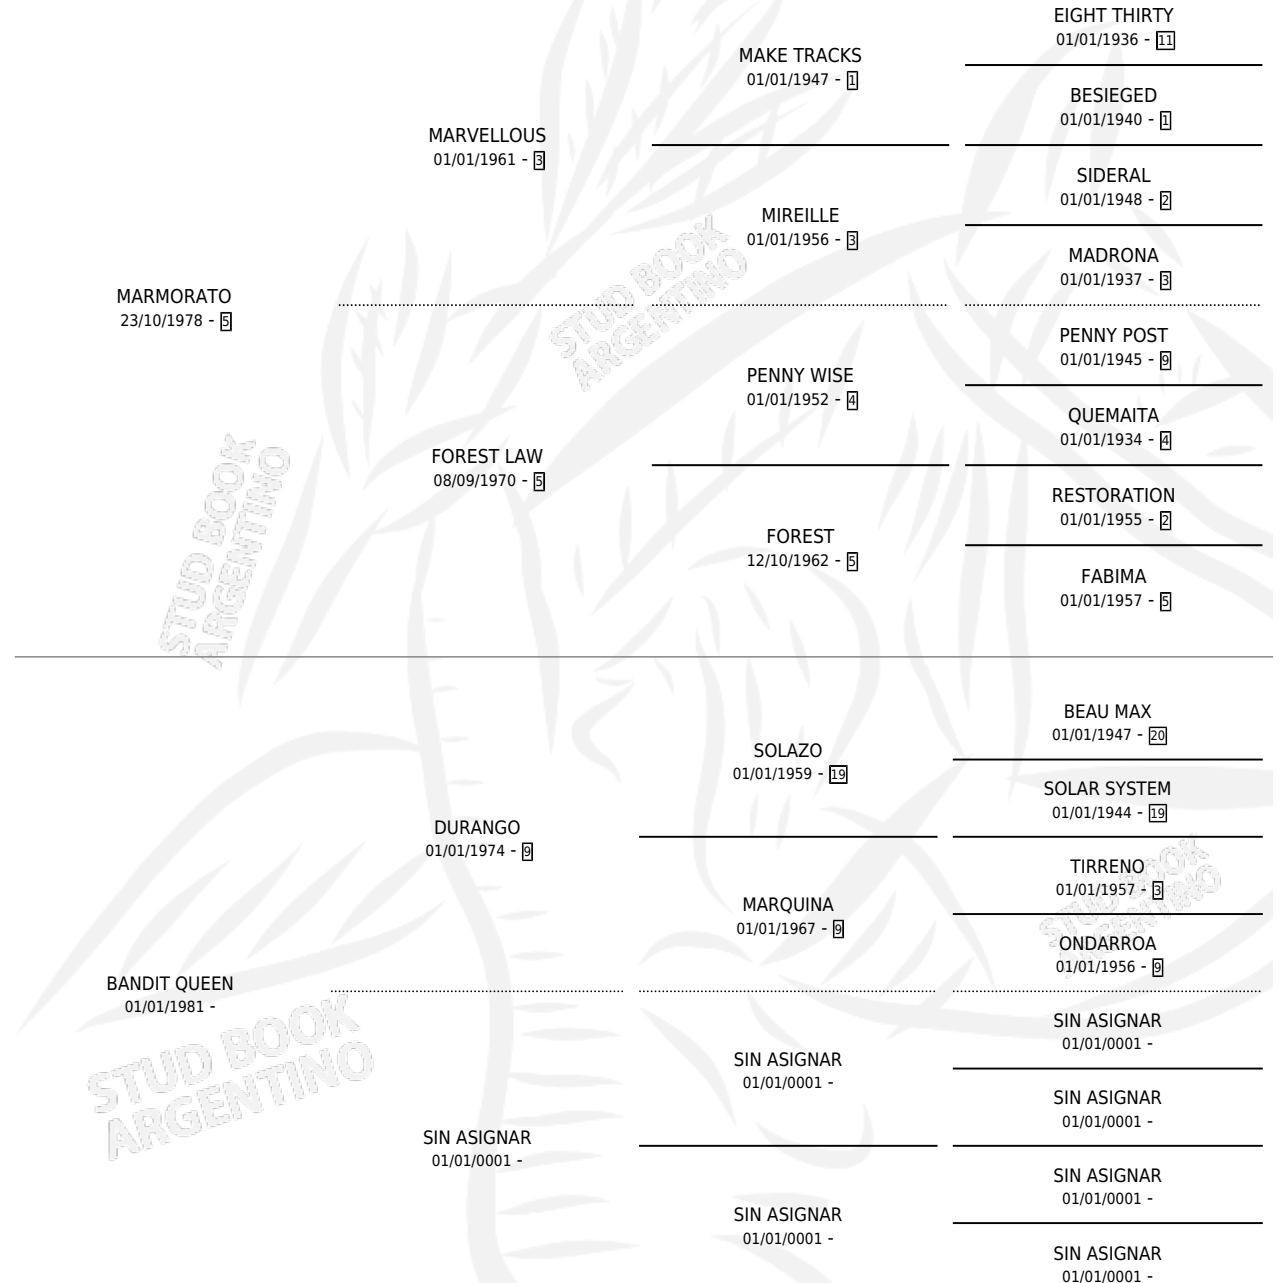 EIGHT THIRTY
01/01/1936 - 11
MAKE TRACKS
01/01/1947 - 1
BESIEGED
01/01/1940 - 1
MARVELLOUS
01/01/1961 - 3
SIDERAL
01/01/1948 - 2
MIREILLE
01/01/1956 - 3
MADRONA
01/01/1937 - 3
MARMORATO
23/10/1978 - 5
PENNY POST
01/01/1945 - 9
PENNY WISE
01/01/1952 - 4
QUEMAITA
01/01/1934 - 4
FOREST LAW
08/09/1970 - 5
RESTORATION
01/01/1955 - 2
FOREST
12/10/1962 - 5
FABIMA
01/01/1957 - 5
BEAU MAX
01/01/1947 - 20
SOLAZO
01/01/1959 - 19
SOLAR SYSTEM
01/01/1944 - 19
DURANGO
01/01/1974 - 9
TIRRENO
01/01/1957 - 3
MARQUINA
01/01/1967 - 9
ONDARROA
01/01/1956 - 9
BANDIT QUEEN
01/01/1981 -
SIN ASIGNAR
01/01/0001 -
SIN ASIGNAR
01/01/0001 -
SIN ASIGNAR
01/01/0001 -
SIN ASIGNAR
01/01/0001 -
SIN ASIGNAR
01/01/0001 -
SIN ASIGNAR
01/01/0001 -
SIN ASIGNAR
01/01/0001 -
STUD BOOK
ARGENTINO
STUD BOOK
ARGENTINO
STUD BOOK
ARGENTINO
STUD BOOK
ARGENTINO